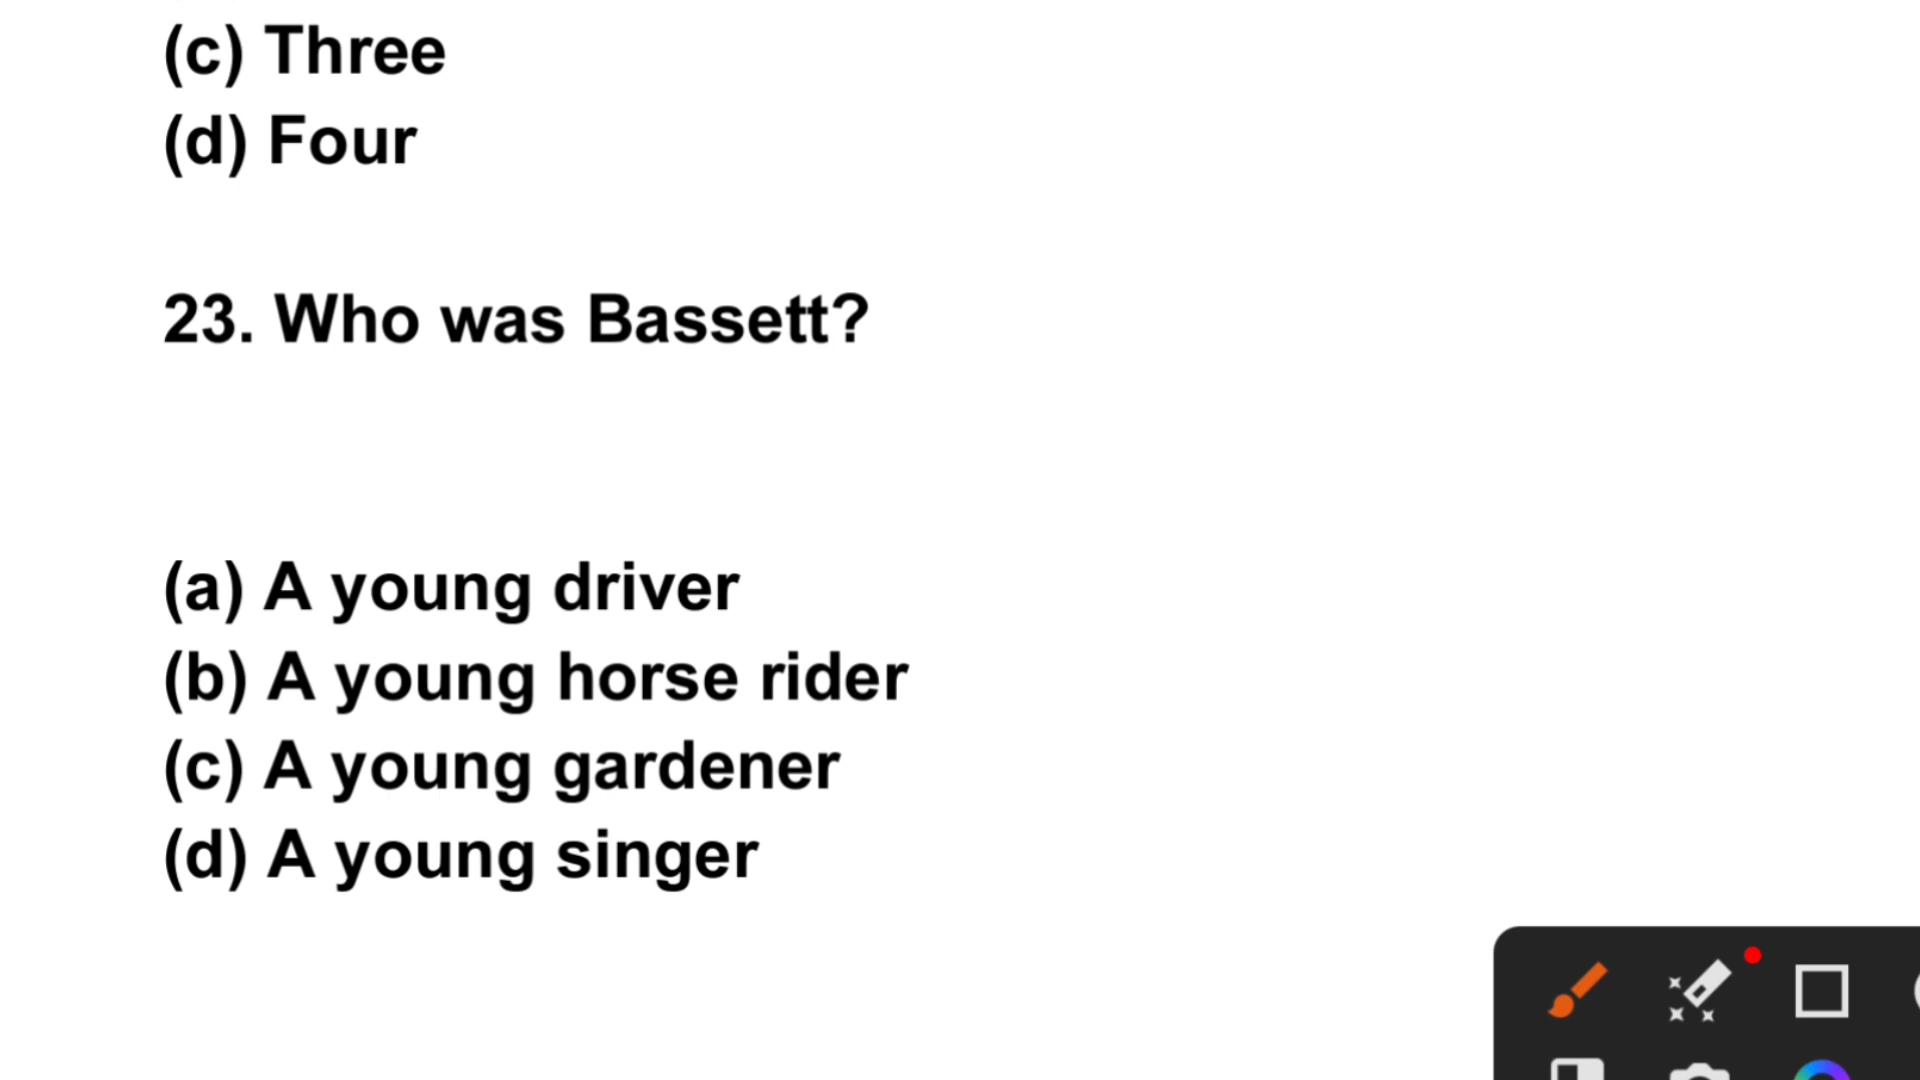 (c) Three
(d) Four
23. Who was Bassett?
(a) A young driver
(b) A young horse rider
(c) A young gardener
(d) A young singer